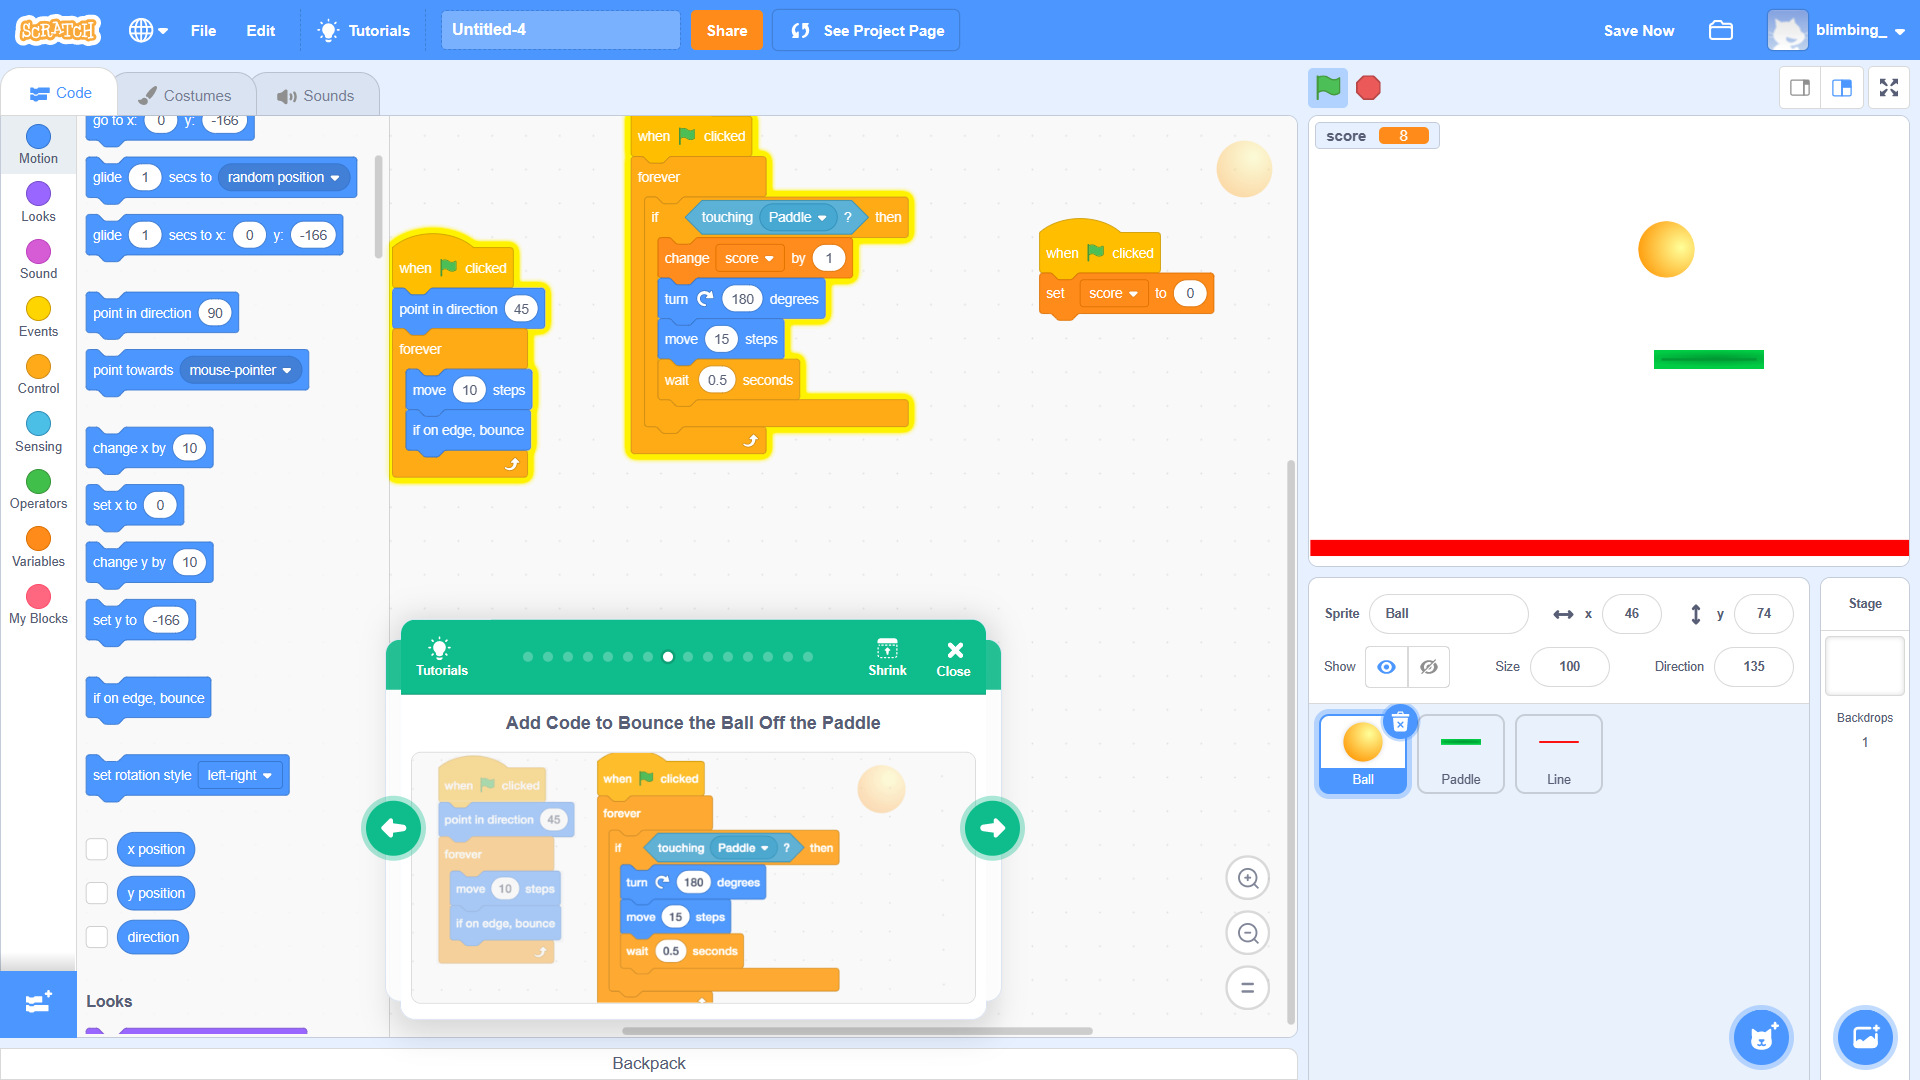 SCRATCH File Edit Tutorials Untitled-4 Share See Project Page Save Now blimbing_
Code Costumes Sounds
Motion
Looks
Sound
Events
Control
Sensing
Operators
Variables
My Blocks
go to x: 0 y: -166
glide 1 secs to random position
glide 1 secs to x: 0 y: -166
point in direction 90
point towards mouse-pointer
change x by 10
set x to 0
change y by 10
set y to -166
if on edge, bounce
set rotation style left-right
x position
y position
direction
Looks
when clicked
point in direction 45
forever
move 10 steps
if on edge, bounce
when clicked
forever
if touching Paddle ? then
change score by 1
turn 180 degrees
move 15 steps
wait 0.5 seconds
when clicked
set score to 0
Tutorials Shrink Close
Add Code to Bounce the Ball Off the Paddle
when clicked
point in direction 45
forever
move 10 steps
if on edge, bounce
when clicked
forever
if touching Paddle ? then
turn 180 degrees
move 15 steps
wait 0.5 seconds
Backpack
score 8
Sprite Ball x 46 y 74
Show Size 100 Direction 135
Ball Paddle Line
Stage
Backdrops
1